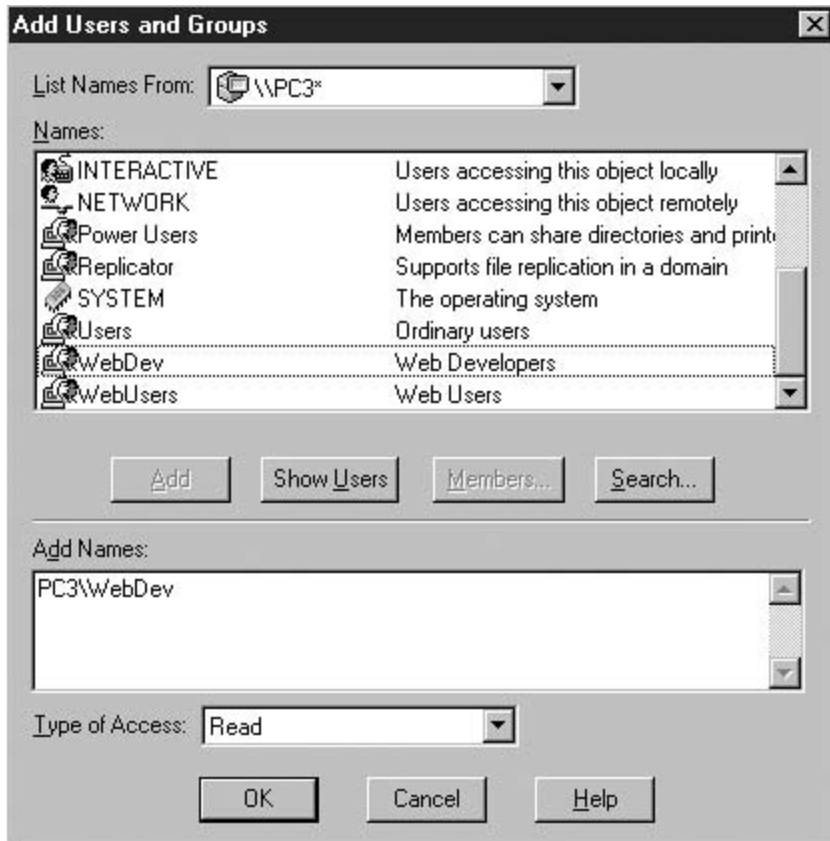 Add Users and Groups
List Names From: \\PC3*
Names:
INTERACTIVE Users accessing this object locally
NETWORK Users accessing this object remotely
Power Users Members can share directories and printe
Replicator Supports file replication in a domain
SYSTEM The operating system
Users Ordinary users
WebDev Web Developers
WebUsers Web Users
Add Show Users Members... Search...
Add Names:
PC3\WebDev
Type of Access: Read
OK Cancel Help